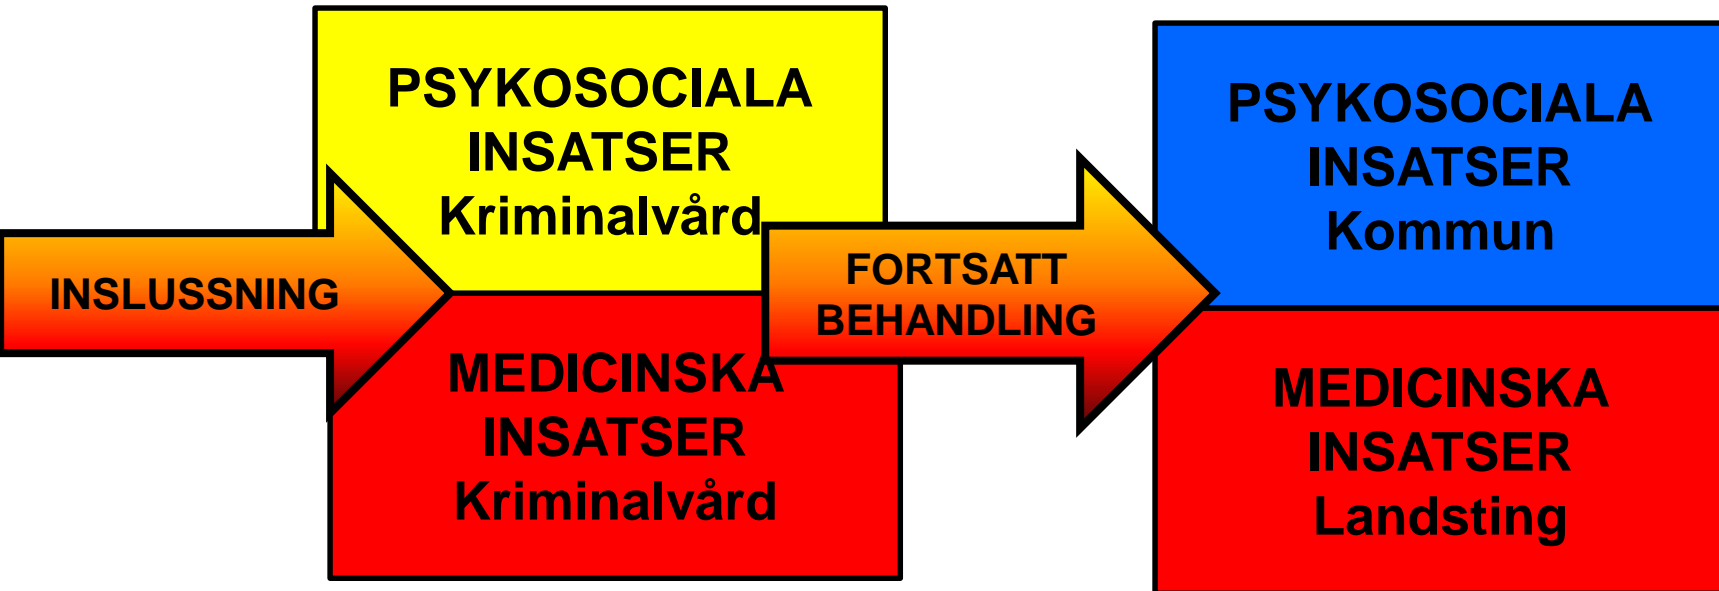 INSLUSSNING
PSYKOSOCIALA
INSATSER
Kriminalvård
MEDICINSKA
INSATSER
Kriminalvård
FORTSATT
BEHANDLING
PSYKOSOCIALA
INSATSER
Kommun
MEDICINSKA
INSATSER
Landsting